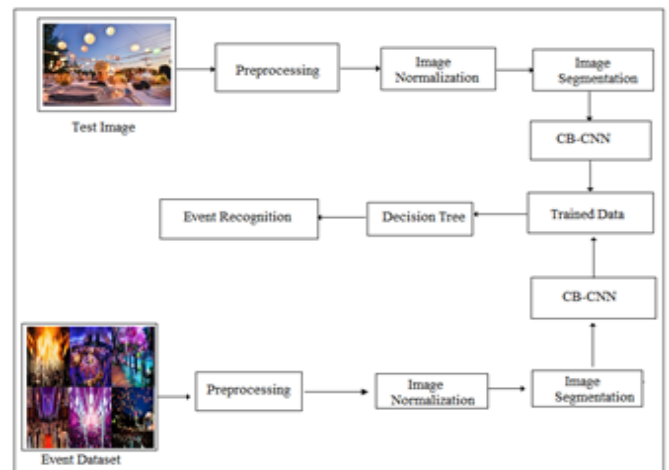 Preprocessing
Image
Normalization
Image
Segmentation
Test Image
CB-CNN
Event Recognition
Decision Tree
Trained Data
CB-CNN
Preprocessing
Image
Normalization
Image
Segmentation
Event Dataset